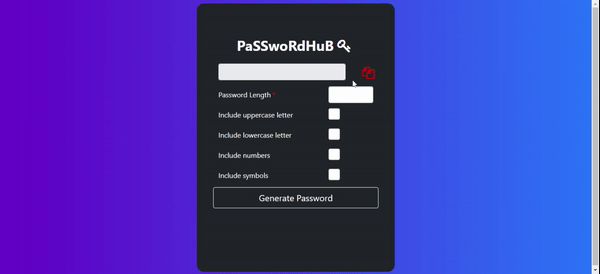 PaSSwoRdHuB
Password Length *
Include uppercase letter
Include lowercase letter
Include numbers
Include symbols
Generate Password